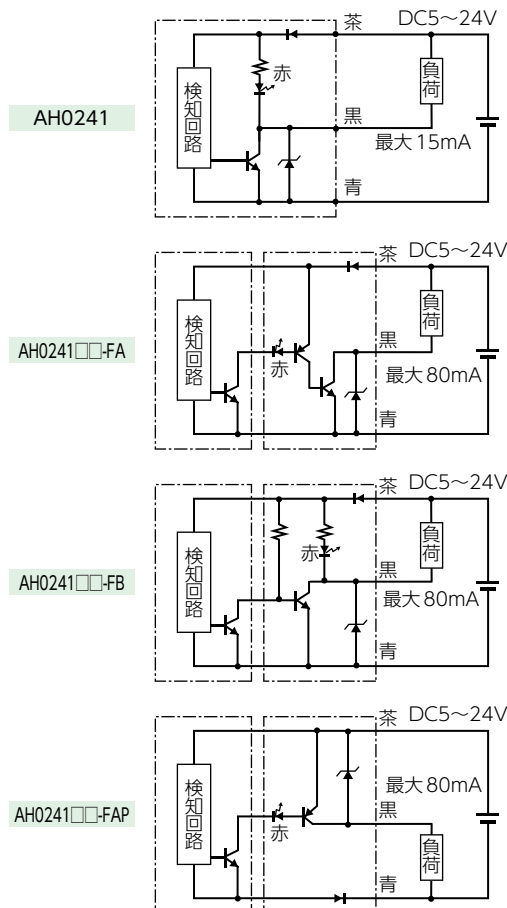 茶 DC5～24V
赤
検知回路
負荷
AH0241
黒
最大15mA
青
茶 DC5～24V
検知回路
負荷
黒
AH0241□□-FA
赤
最大80mA
青
茶 DC5～24V
検知回路
赤
負荷
黒
AH0241□□-FB
最大80mA
青
茶 DC5～24V
検知回路
最大80mA
黒
AH0241□□-FAP
赤
負荷
青